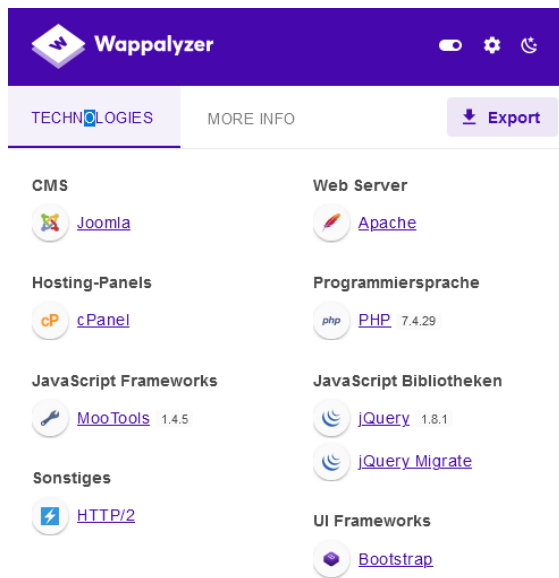 Wappalyzer
TECHNOLOGIES
MORE INFO
Export
CMS
Joomla
Hosting-Panels
cPanel
JavaScript Frameworks
MooTools 1.4.5
Sonstiges
HTTP/2
Web Server
Apache
Programmiersprache
php PHP 7.4.29
JavaScript Bibliotheken
jQuery 1.8.1
jQuery Migrate
UI Frameworks
Bootstrap